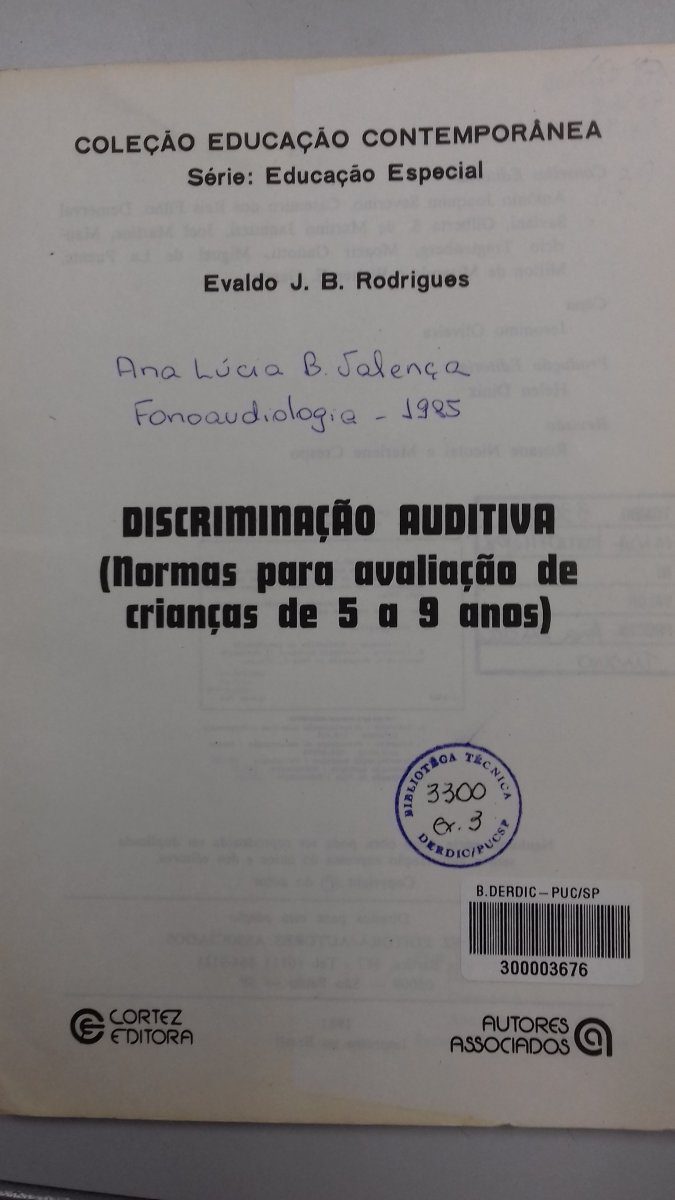 COLEÇÃO EDUCAÇÃO CONTEMPORÂNEA
Série: Educação Especial
Evaldo J. B. Rodrigues
Ana Lúcia B. Valença
Fonoaudiologia - 1985
DISCRIMINAÇÃO AUDITIVA
(Normas para avaliação de
crianças de 5 a 9 anos)
BIBLIOTECA TÉCNICA
3300
ex. 3
DERDIC/PUCSP
B.DERDIC – PUC/SP
300003676
CORTEZ
EDITORA
AUTORES
ASSOCIADOS